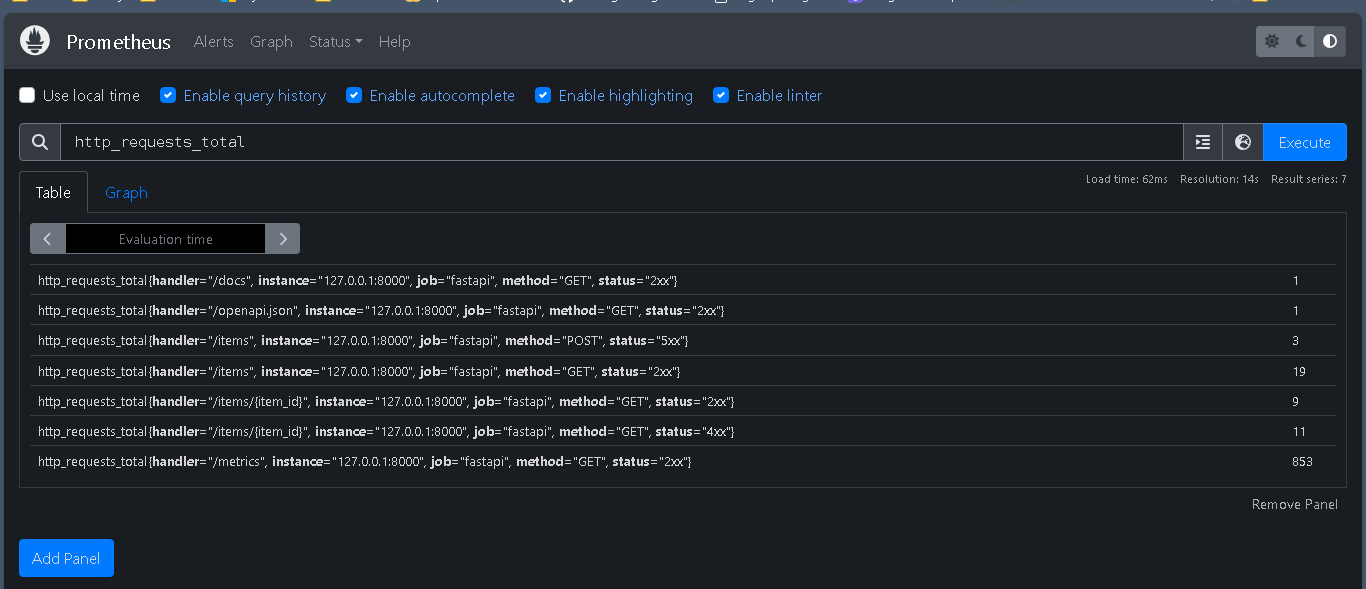 Prometheus Alerts Graph Status Help
Use local time Enable query history Enable autocomplete Enable highlighting Enable linter
http_requests_total Execute
Table Graph Load time: 62ms Resolution: 14s Result series: 7
Evaluation time
http_requests_total{handler="/docs", instance="127.0.0.1:8000", job="fastapi", method="GET", status="2xx"} 1
http_requests_total{handler="/openapi.json", instance="127.0.0.1:8000", job="fastapi", method="GET", status="2xx"} 1
http_requests_total{handler="/items", instance="127.0.0.1:8000", job="fastapi", method="POST", status="5xx"} 3
http_requests_total{handler="/items", instance="127.0.0.1:8000", job="fastapi", method="GET", status="2xx"} 19
http_requests_total{handler="/items/{item_id}", instance="127.0.0.1:8000", job="fastapi", method="GET", status="2xx"} 9
http_requests_total{handler="/items/{item_id}", instance="127.0.0.1:8000", job="fastapi", method="GET", status="4xx"} 11
http_requests_total{handler="/metrics", instance="127.0.0.1:8000", job="fastapi", method="GET", status="2xx"} 853
Remove Panel
Add Panel